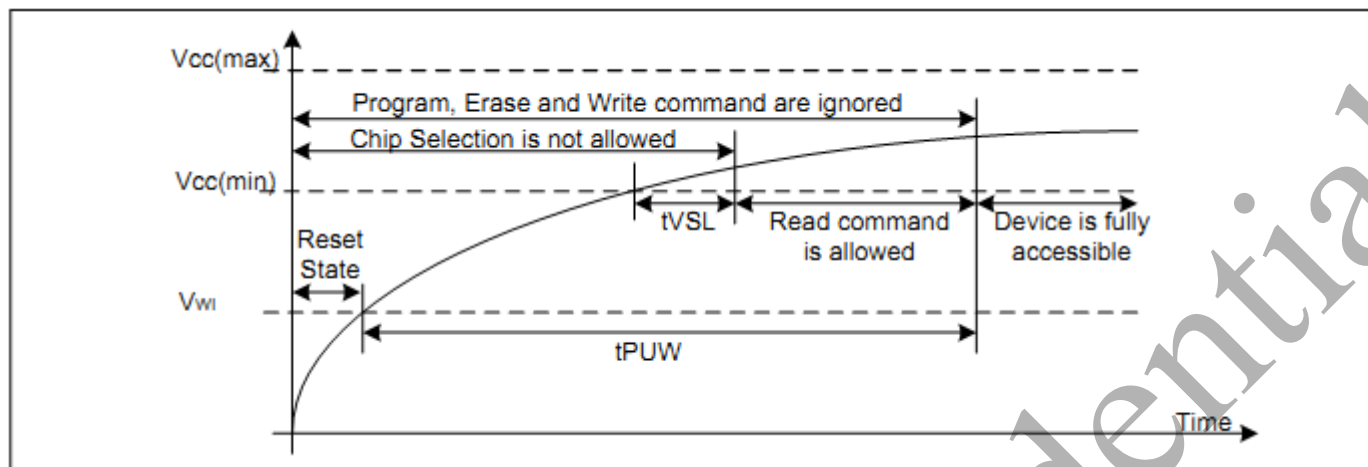 Vcc(max)
Program, Erase and Write command are ignored
Chip Selection is not allowed
Vcc(min)
tVSL
Read command
is allowed
Device is fully
accessible
Reset
State
VWI
tPUW
Time
dential